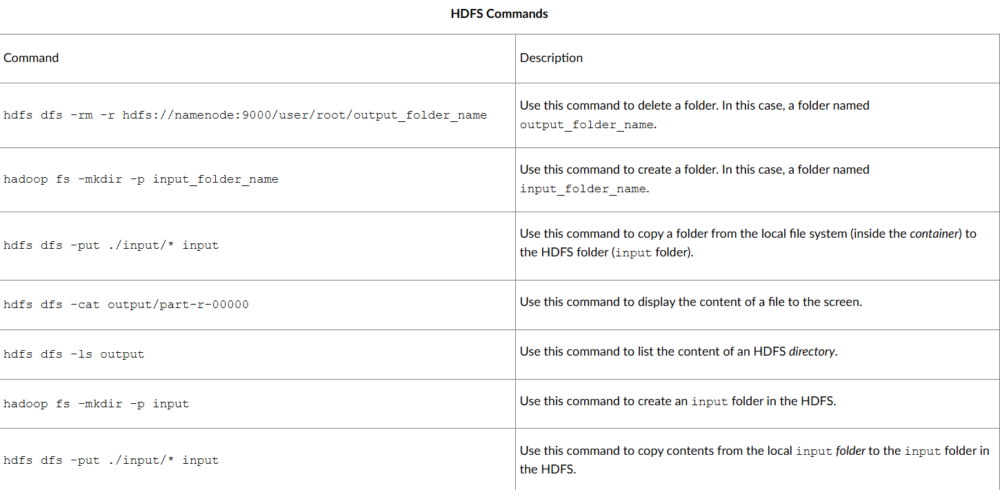 HDFS Commands
Command
Description
hdfs dfs -rm -r hdfs://namenode:9000/user/root/output_folder_name
Use this command to delete a folder. In this case, a folder named
output_folder_name.
hadoop fs -mkdir -p input_folder_name
Use this command to create a folder. In this case, a folder named
input_folder_name.
hdfs dfs -put ./input/* input
Use this command to copy a folder from the local file system (inside the container) to
the HDFS folder (input folder).
hdfs dfs -cat output/part-r-00000
Use this command to display the content of a file to the screen.
hdfs dfs -ls output
Use this command to list the content of an HDFS directory.
hadoop fs -mkdir -p input
Use this command to create an input folder in the HDFS.
hdfs dfs -put ./input/* input
Use this command to copy contents from the local input folder to the input folder in
the HDFS.